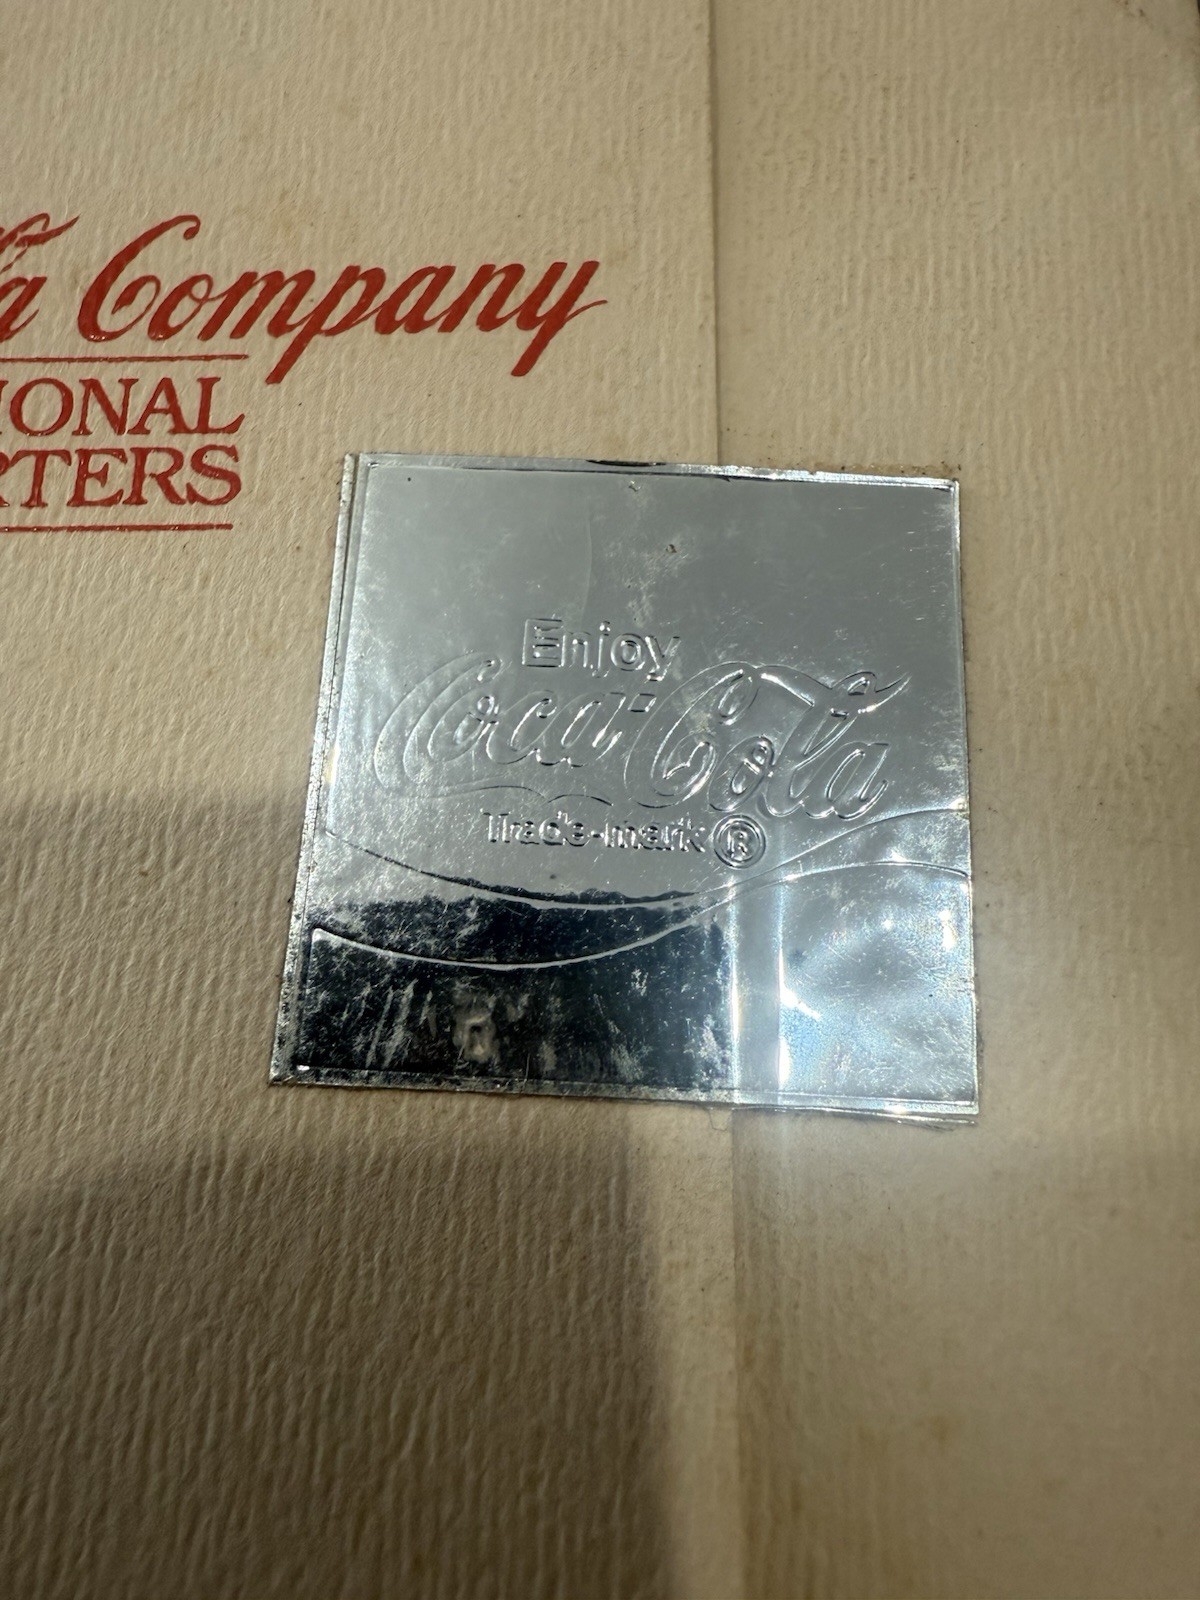 a Company
IONAL
RTERS
Enjoy
Coca-Cola
Trade-mark ®